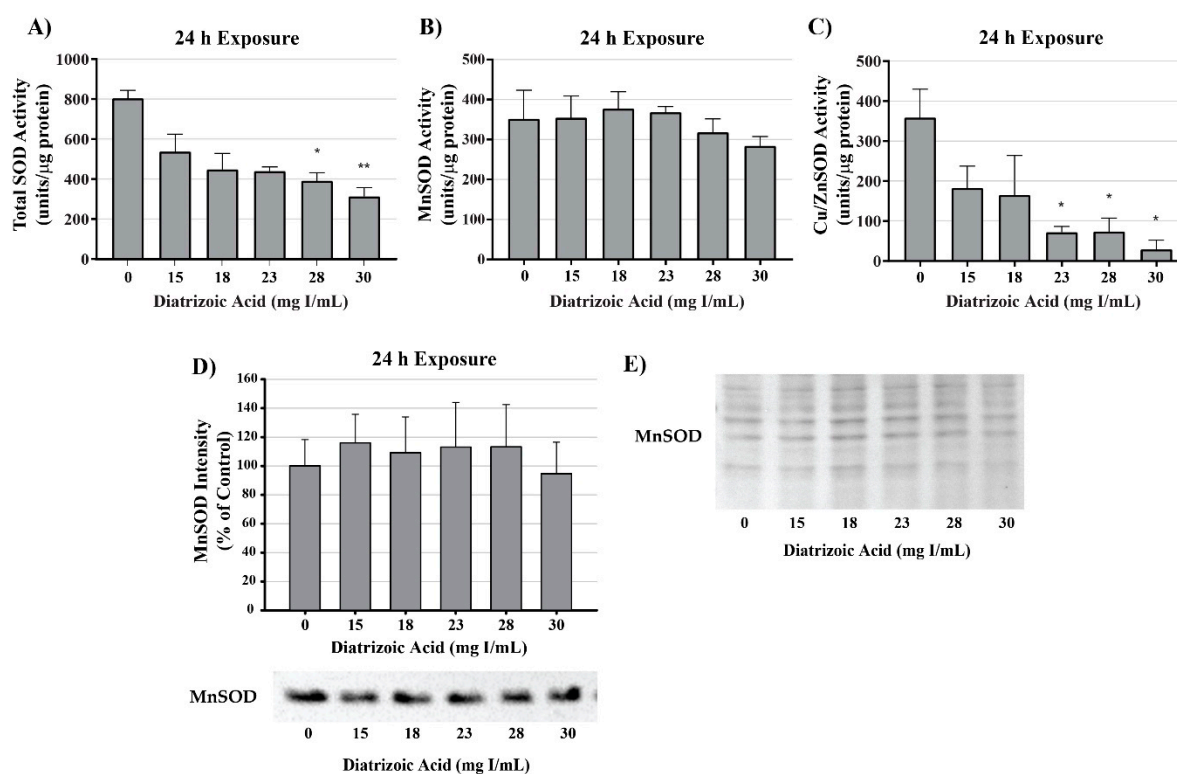 A)
24 h Exposure
Total SOD Activity
(units/µg protein)
1000
800
600
400
200
0
*
**
0 15 18 23 28 30
Diatrizoic Acid (mg I/mL)
B)
24 h Exposure
MnSOD Activity
(units/µg protein)
500
400
300
200
100
0
0 15 18 23 28 30
Diatrizoic Acid (mg I/mL)
C)
24 h Exposure
Cu/ZnSOD Activity
(units/µg protein)
500
400
300
200
100
0
* * *
0 15 18 23 28 30
Diatrizoic Acid (mg I/mL)
D)
24 h Exposure
MnSOD Intensity
(% of Control)
160
140
120
100
80
60
40
20
0
0 15 18 23 28 30
Diatrizoic Acid (mg I/mL)
MnSOD
0 15 18 23 28 30
Diatrizoic Acid (mg I/mL)
E)
MnSOD
0 15 18 23 28 30
Diatrizoic Acid (mg I/mL)